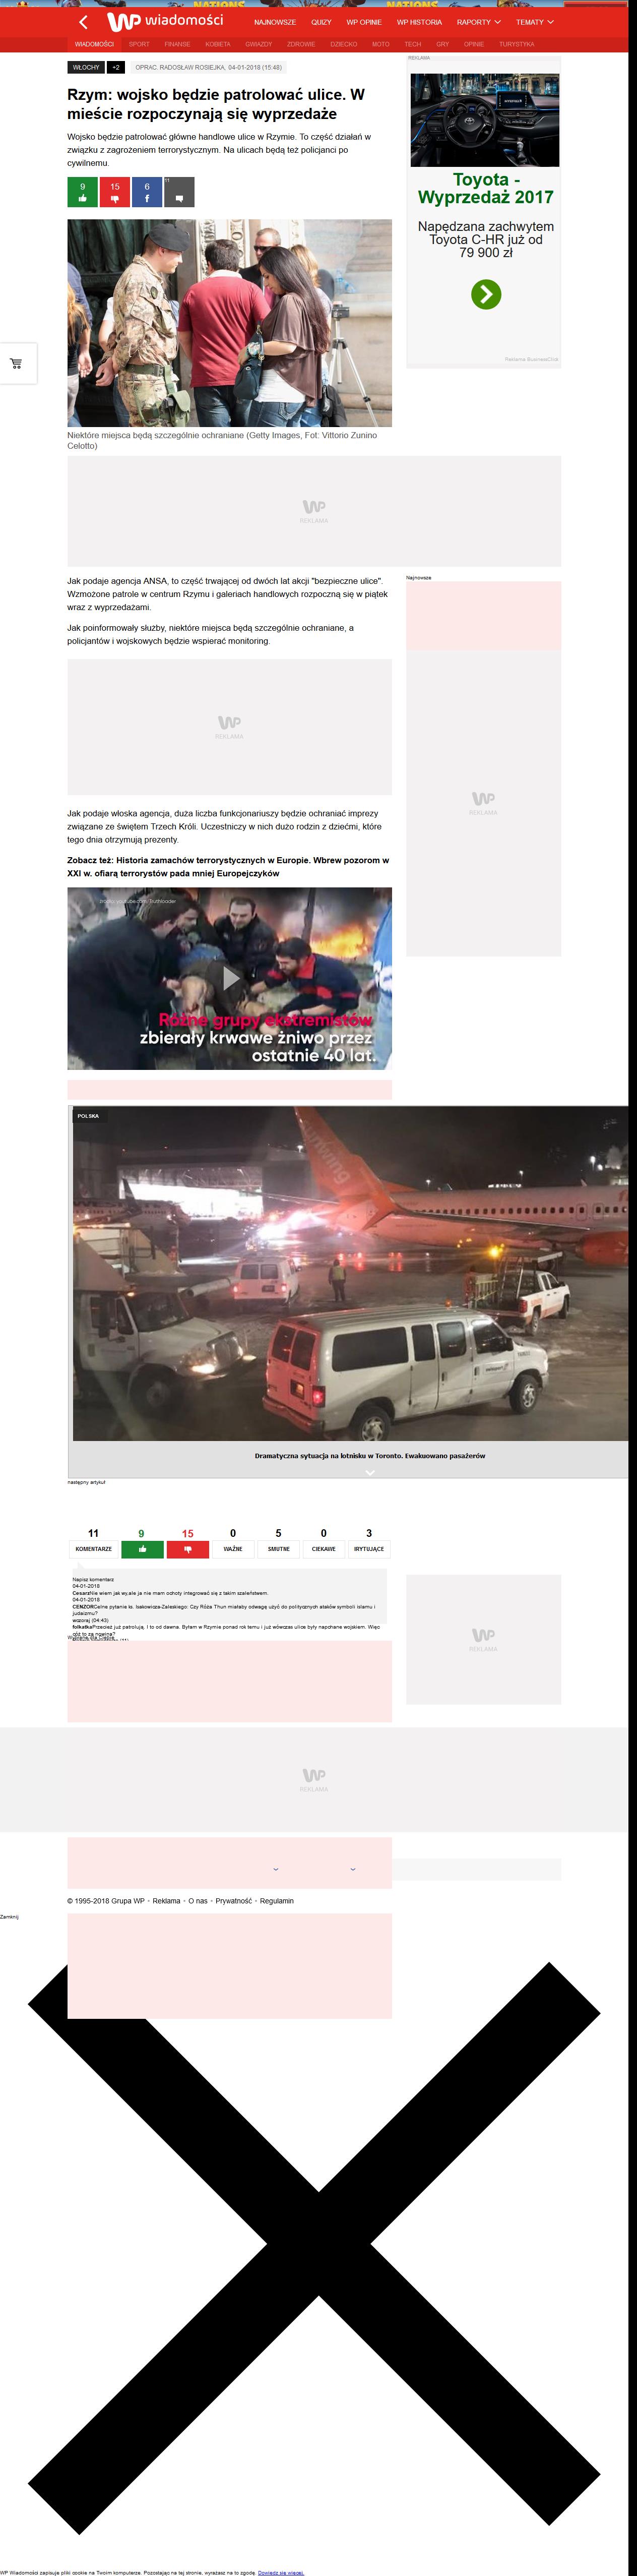 NATIONS NATIONS
WP wiadomości NAJNOWSZE QUIZY WP OPINIE WP HISTORIA RAPORTY TEMATY
WIADOMOŚCI SPORT FINANSE KOBIETA GWIAZDY ZDROWIE DZIECKO MOTO TECH GRY OPINIE TURYSTYKA
WŁOCHY +2 OPRAC. RADOSŁAW ROSIEJKA, 04-01-2018 (15:48)
Rzym: wojsko będzie patrolować ulice. W
mieście rozpoczynają się wyprzedaże
Wojsko będzie patrolować główne handlowe ulice w Rzymie. To część działań w
związku z zagrożeniem terrorystycznym. Na ulicach będą też policjanci po
cywilnemu.
9 15 6 11
REKLAMA
Toyota -
Wyprzedaż 2017
Napędzana zachwytem
Toyota C-HR już od
79 900 zł
Reklama BusinessClick
Niektóre miejsca będą szczególnie ochraniane (Getty Images, Fot: Vittorio Zunino
Celotto)
WP
REKLAMA
Jak podaje agencja ANSA, to część trwającej od dwóch lat akcji "bezpieczne ulice".
Wzmożone patrole w centrum Rzymu i galeriach handlowych rozpoczną się w piątek
wraz z wyprzedażami.
Jak poinformowały służby, niektóre miejsca będą szczególnie ochraniane, a
policjantów i wojskowych będzie wspierać monitoring.
Najnowsze
WP
REKLAMA
WP
REKLAMA
Jak podaje włoska agencja, duża liczba funkcjonariuszy będzie ochraniać imprezy
związane ze świętem Trzech Króli. Uczestniczy w nich dużo rodzin z dziećmi, które
tego dnia otrzymują prezenty.
Zobacz też: Historia zamachów terrorystycznych w Europie. Wbrew pozorom w
XXI w. ofiarą terrorystów pada mniej Europejczyków
źródło: youtube.com/Truthloader
Różne grupy ekstremistów
zbierały krwawe żniwo przez
ostatnie 40 lat.
POLSKA
sunwing
Dramatyczna sytuacja na lotnisku w Toronto. Ewakuowano pasażerów
następny artykuł
11 9 15 0 5 0 3
KOMENTARZE WAŻNE SMUTNE CIEKAWE IRYTUJĄCE
Napisz komentarz
04-01-2018
CesarzNie wiem jak wy,ale ja nie mam ochoty integrować się z takim szaleństwem.
04-01-2018
CENZORCelne pytanie ks. Isakowicza-Zaleskiego: Czy Róża Thun miałaby odwagę użyć do politycznych ataków symboli islamu i
judaizmu?
wczoraj (04:43)
folkatkaPrzecież już patrolują. I to od dawna. Byłam w Rzymie ponad rok temu i już wówczas ulice były napchane wojskiem. Więc
cóż to za nowina?
WP
REKLAMA
WP
REKLAMA
© 1995-2018 Grupa WP • Reklama • O nas • Prywatność • Regulamin
Zamknij
WP Wiadomości zapisuje pliki cookie na Twoim komputerze. Pozostając na tej stronie, wyrażasz na to zgodę. Dowiedz się więcej.